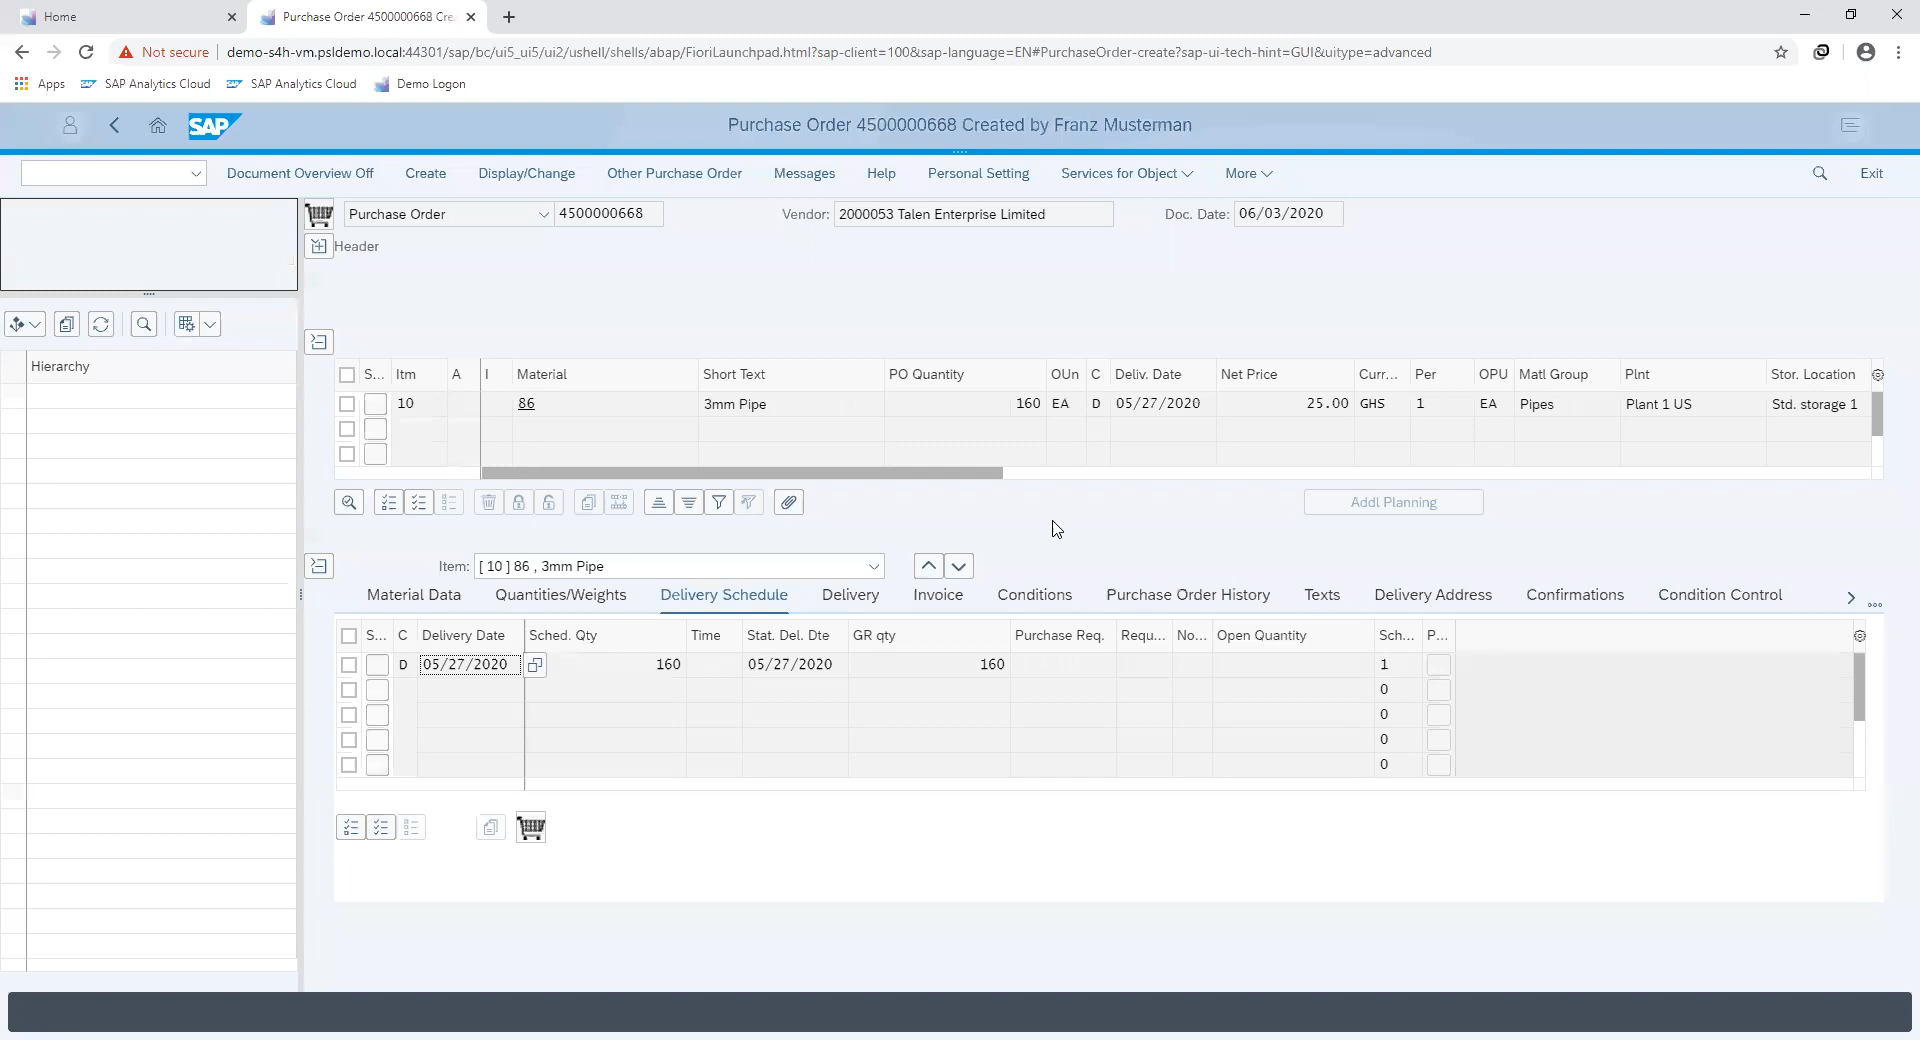 Home
Purchase Order 4500000668 Cre
Not secure
demo-s4h-vm.psldemo.local:44301/sap/bc/ui5_ui5/ui2/ushell/shells/abap/FioriLaunchpad.html?sap-client=100&sap-language=EN#PurchaseOrder-create?sap-ui-tech-hint=GUI&uitype=advanced
Apps SAP Analytics Cloud SAP Analytics Cloud Demo Logon
SAP Purchase Order 4500000668 Created by Franz Musterman
Document Overview Off Create Display/Change Other Purchase Order Messages Help Personal Setting Services for Object More Exit
Purchase Order 4500000668 Vendor: 2000053 Talen Enterprise Limited Doc. Date: 06/03/2020
Header
Hierarchy
S... Itm A I Material Short Text PO Quantity OUn C Deliv. Date Net Price Curr... Per OPU Matl Group Plnt Stor. Location
10 86 3mm Pipe 160 EA D 05/27/2020 25.00 GHS 1 EA Pipes Plant 1 US Std. storage 1
Addl Planning
Item: [ 10 ] 86 , 3mm Pipe
Material Data Quantities/Weights Delivery Schedule Delivery Invoice Conditions Purchase Order History Texts Delivery Address Confirmations Condition Control
S... C Delivery Date Sched. Qty Time Stat. Del. Dte GR qty Purchase Req. Requ... No... Open Quantity Sch... P...
D 05/27/2020 160 05/27/2020 160 1
0
0
0
0